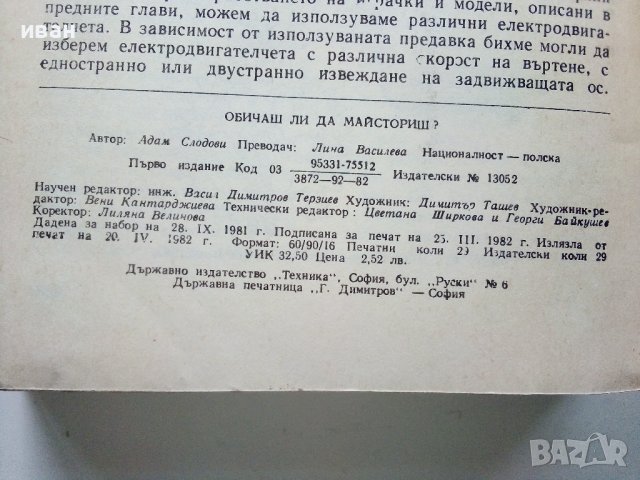 иван
предните глави, можем да използуваме различни електродвига-
телчета. В зависимост от използуваната предавка бихме могли да
изберем електродвигателчета с различна скорост на въртене, с
едностранно или двустранно извеждане на задвижващата ос.
ОБИЧАШ ЛИ ДА МАЙСТОРИШ?
Автор: Адам Слодови Преводач: Лина Василева Националност — полска
Първо издание Код 03 95331-75512 / 3872—92—82 Издателски № 13052
Научен редактор: инж. Васил Димитров Терзиев Художник: Димитър Ташев Художник-ре-
дактор: Вени Кантарджиева Технически редактор: Цветана Ширкова и Георги Байкушев
Коректор: Лиляна Велинова
Дадена за набор на 28. IX. 1981 г. Подписана за печат на 25. III. 1982 г. Излязла от
печат на 20. IV. 1982 г. Формат: 60/90/16 Печатни коли 29 Издателски коли 29
УИК 32,50 Цена 2,52 лв.
Държавно издателство „Техника", София, бул. „Руски" № 6
Държавна печатница „Г. Димитров" — София
BAZAR